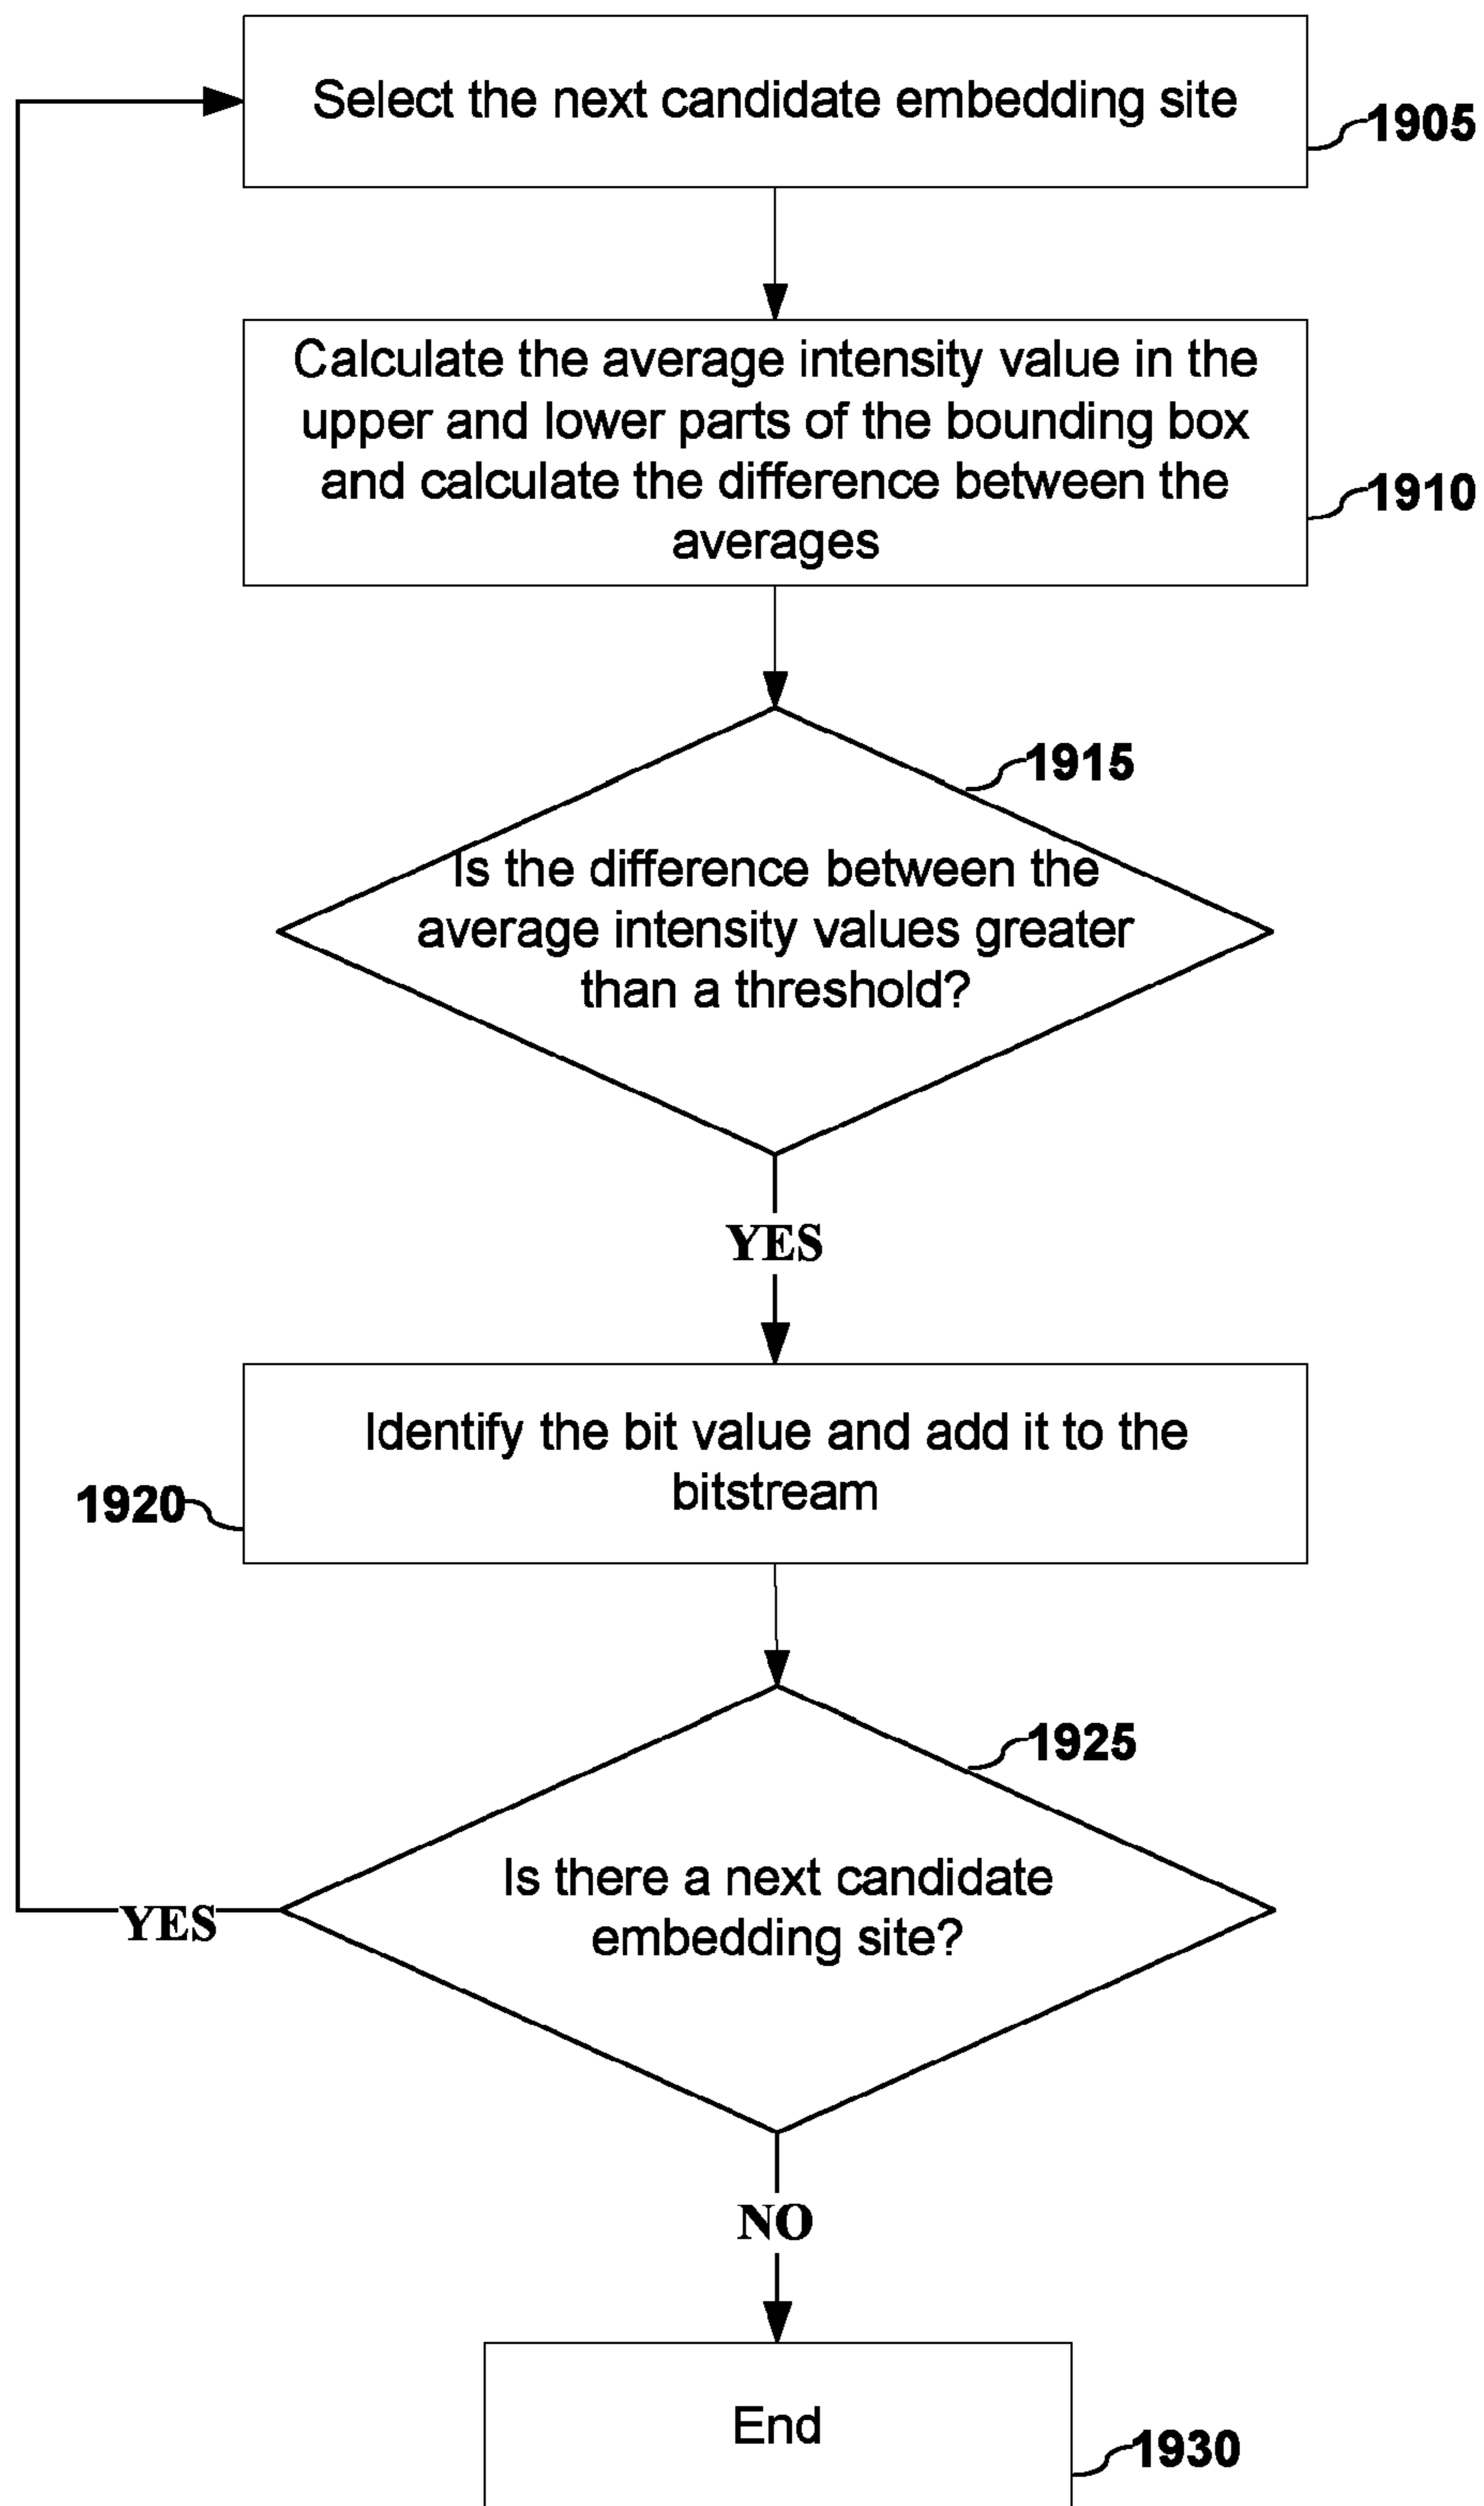 Select the next candidate embedding site
1905
Calculate the average intensity value in the
upper and lower parts of the bounding box
and calculate the difference between the
averages
1910
1915
Is the difference between the
average intensity values greater
than a threshold?
YES
Identify the bit value and add it to the
bitstream
1920
1925
Is there a next candidate
embedding site?
YES
NO
End
1930